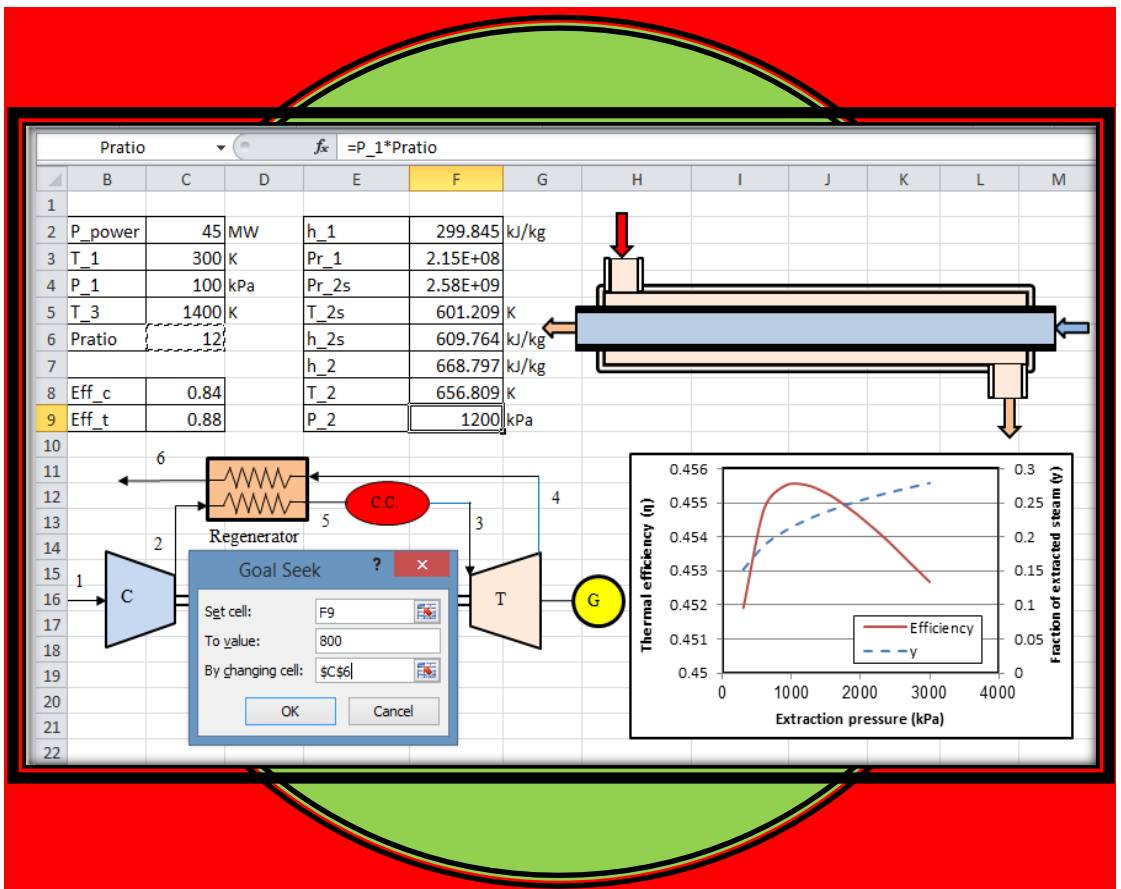 Pratio fx =P_1*Pratio
B C D E F G H I J K L M
1
2 P_power 45 MW h_1 299.845 kJ/kg
3 T_1 300 K Pr_1 2.15E+08
4 P_1 100 kPa Pr_2s 2.58E+09
5 T_3 1400 K T_2s 601.209 K
6 Pratio 12 h_2s 609.764 kJ/kg
7 h_2 668.797 kJ/kg
8 Eff_c 0.84 T_2 656.809 K
9 Eff_t 0.88 P_2 1200 kPa
10
11
12
13
14
15
16
17
18
19
20
21
22
6
Regenerator
C.C.
5
4
3
2
1
C
T
G
Goal Seek ? x
Set cell: F9
To value: 800
By changing cell: $C$6
OK Cancel
Thermal efficiency (η)
0.456
0.455
0.454
0.453
0.452
0.451
0.45
0.3
0.25
0.2
0.15
0.1
0.05
0
Fraction of extracted steam (y)
Efficiency
y
0 1000 2000 3000 4000
Extraction pressure (kPa)